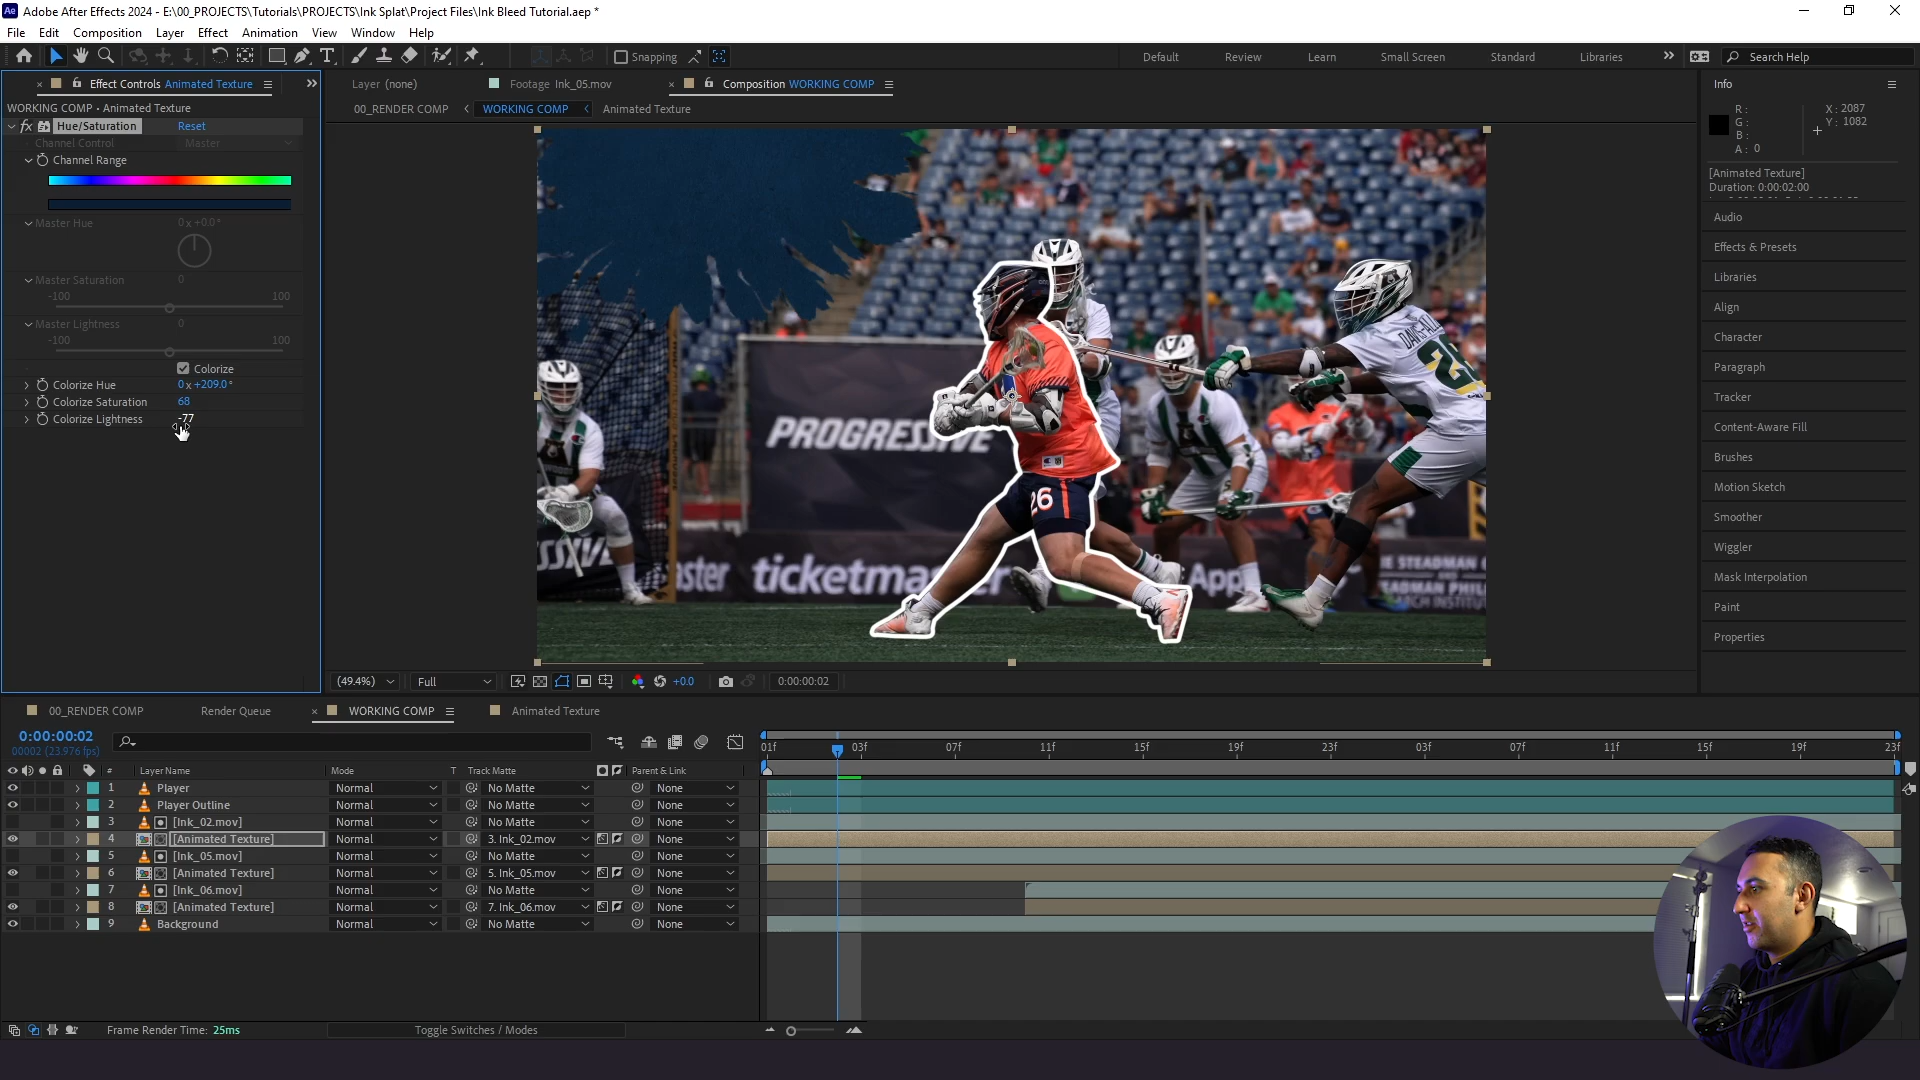 Adobe After Effects 2024 - E:\00_PROJECTS\Tutorials\PROJECTS\Ink Splat\Project Files\Ink Bleed Tutorial.aep *
File Edit Composition Layer Effect Animation View Window Help
Snapping
Default Review Learn Small Screen Standard Libraries Search Help
Effect Controls Animated Texture
Layer (none) Footage Ink_05.mov Composition WORKING COMP
WORKING COMP • Animated Texture
00_RENDER COMP WORKING COMP Animated Texture
fx Hue/Saturation Reset
Channel Control Master
Channel Range
Master Hue 0 x +0.0°
Master Saturation 0
-100 100
Master Lightness 0
-100 100
Colorize
Colorize Hue 0 x +209.0°
Colorize Saturation 68
Colorize Lightness -77
PROGRESSIVE
ticketmaster
26
(49.4%) Full +0.0 0:00:00:02
Info
R: X: 2087
G: Y: 1082
B:
A: 0
[Animated Texture]
Duration: 0:00:02:00
Audio
Effects & Presets
Libraries
Align
Character
Paragraph
Tracker
Content-Aware Fill
Brushes
Motion Sketch
Smoother
Wiggler
Mask Interpolation
Paint
Properties
00_RENDER COMP Render Queue WORKING COMP Animated Texture
0:00:00:02
00002 (23.976 fps)
01f 03f 07f 11f 15f 19f 23f 03f 07f 11f 15f 19f 23f
# Layer Name Mode T Track Matte Parent & Link
1 Player Normal No Matte None
2 Player Outline Normal No Matte None
3 [Ink_02.mov] Normal No Matte None
4 [Animated Texture] Normal 3. Ink_02.mov None
5 [Ink_05.mov] Normal No Matte None
6 [Animated Texture] Normal 5. Ink_05.mov None
7 [Ink_06.mov] Normal No Matte None
8 [Animated Texture] Normal 7. Ink_06.mov None
9 Background Normal No Matte None
Frame Render Time: 25ms Toggle Switches / Modes